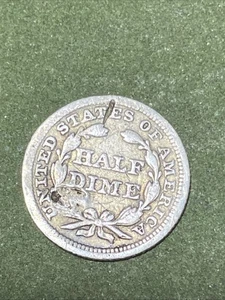 UNITED STATES OF AMERICA
HALF
DIME